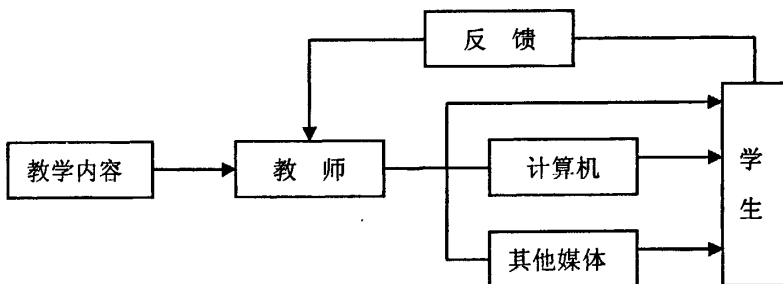 反 馈
教学内容
教 师
计算机
其他媒体
学
生